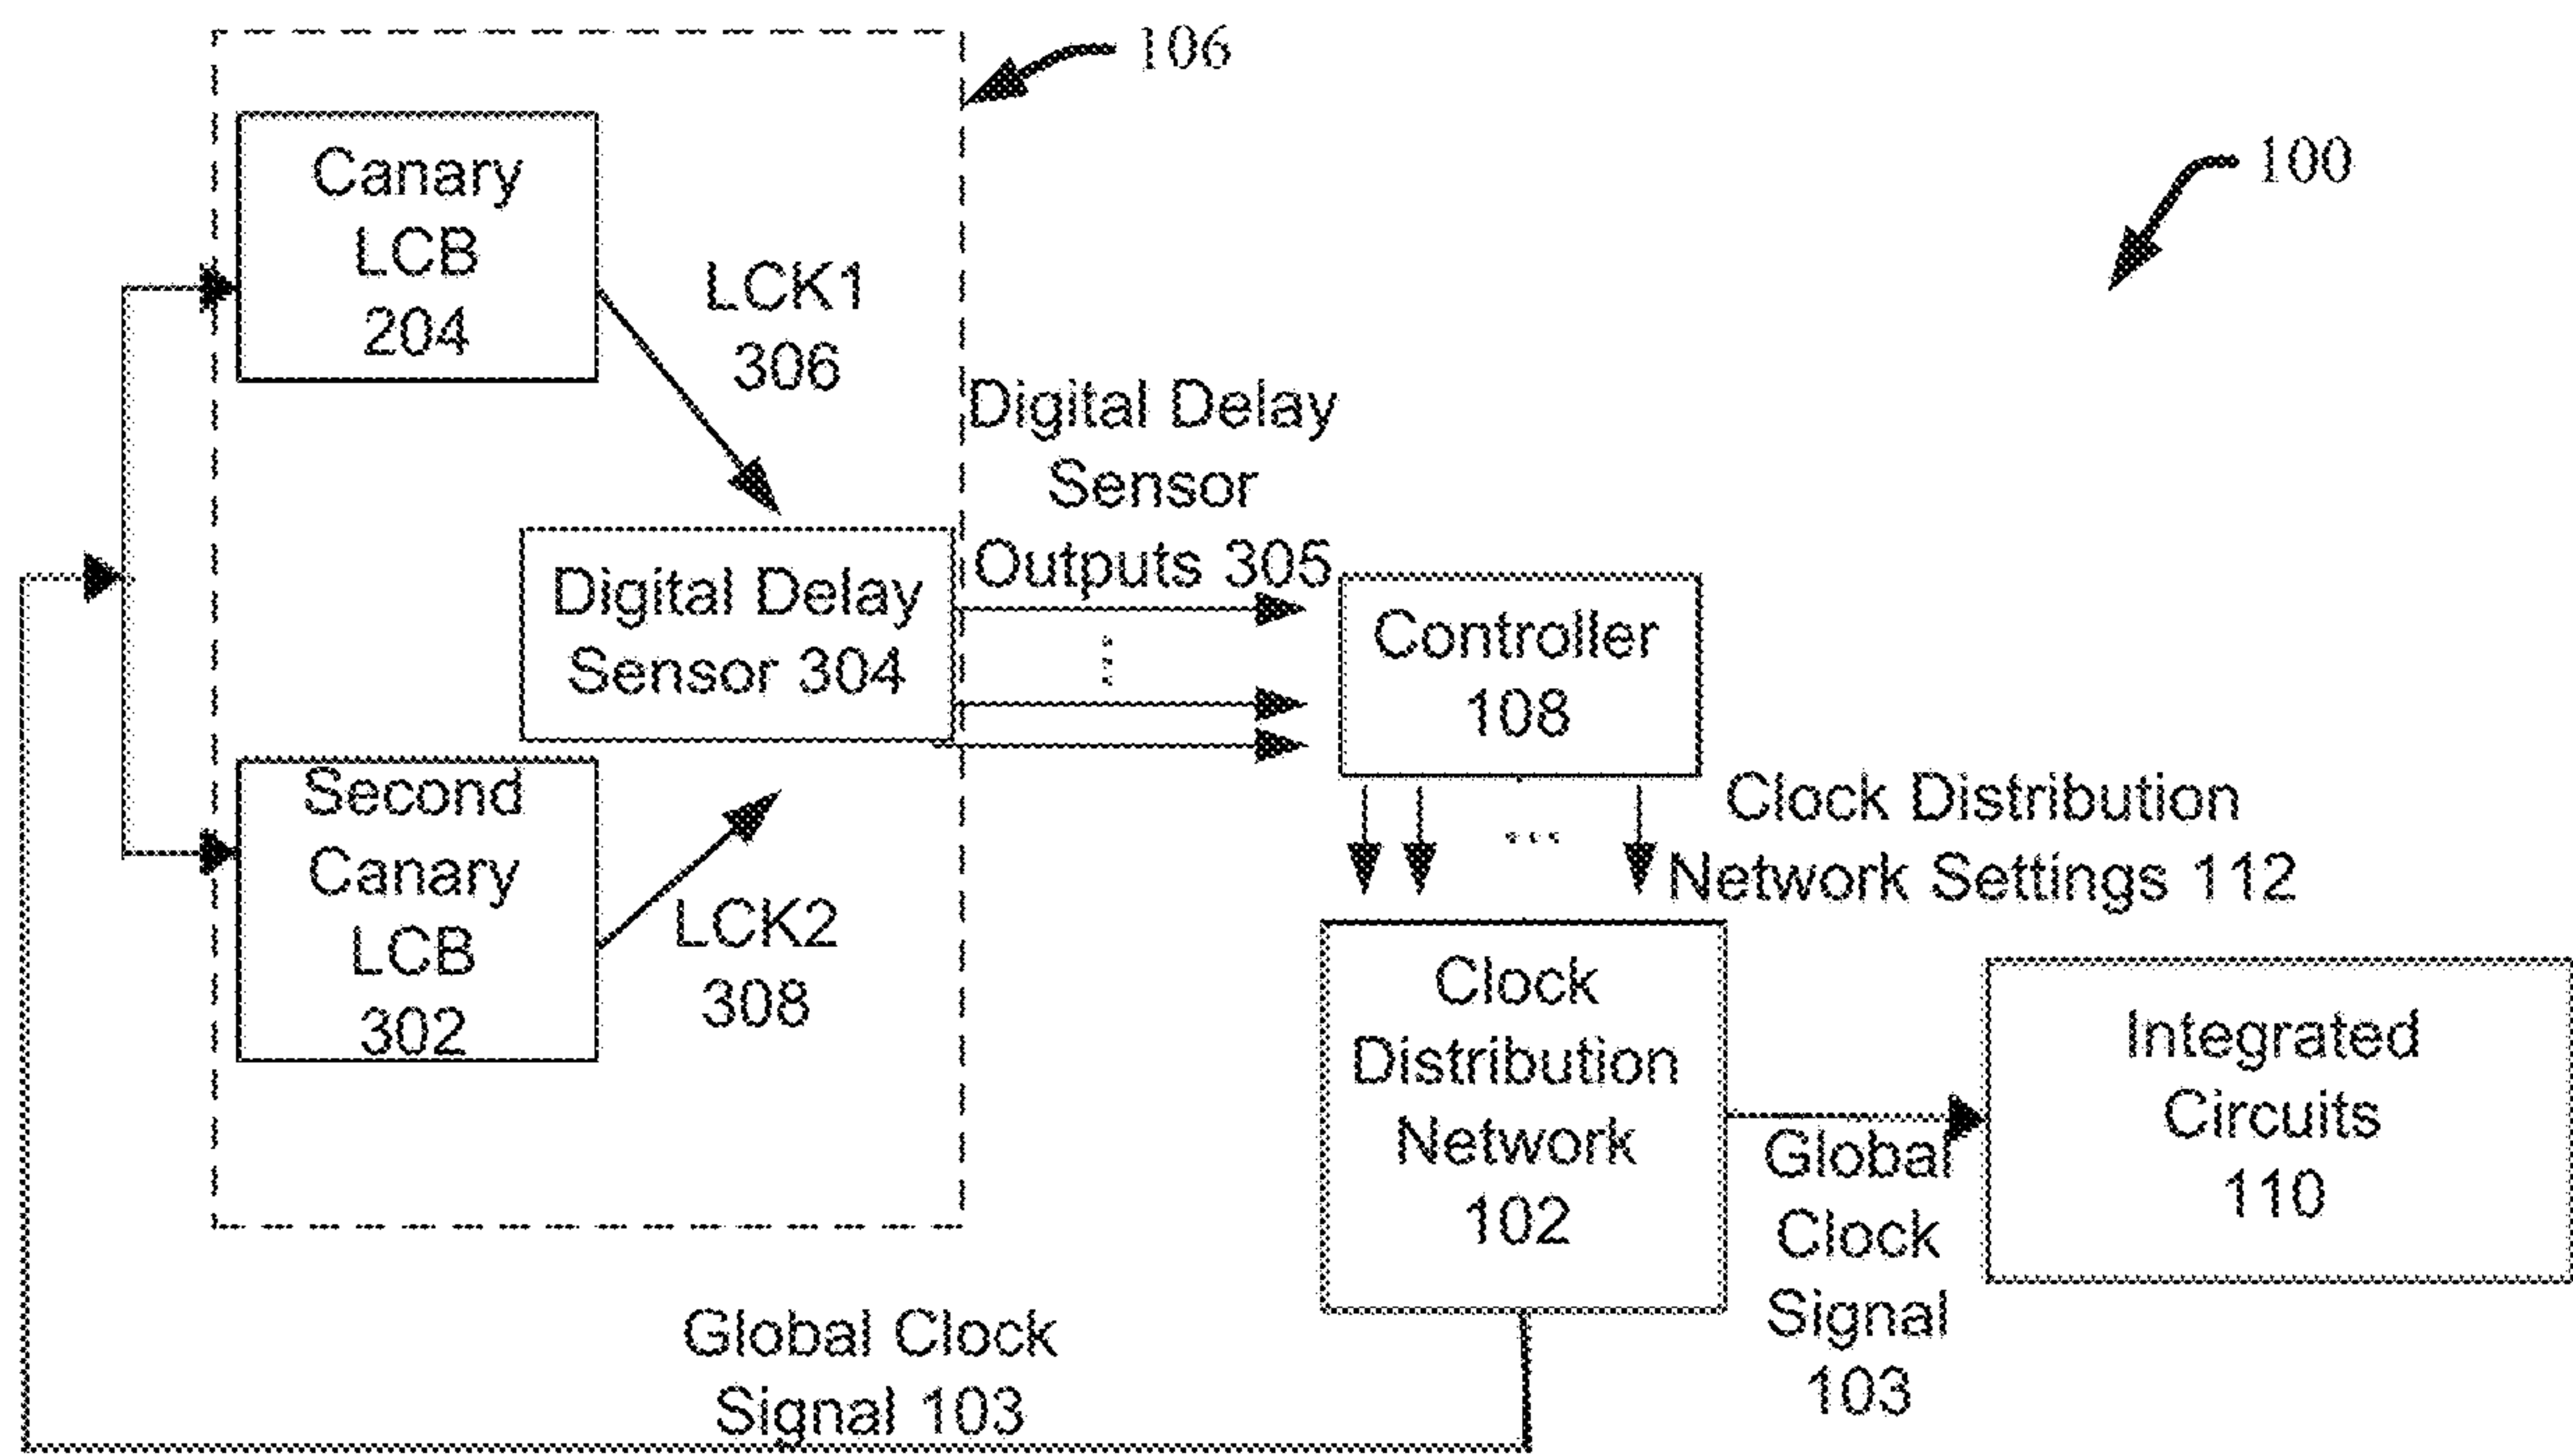 106
100
Canary
LCB
204
LCK1
306
Digital Delay
Sensor
Outputs 305
Digital Delay
Sensor 304
Controller
108
Second
Canary
LCB
302
LCK2
308
Clock Distribution
Network Settings 112
Clock
Distribution
Network
102
Integrated
Circuits
110
Global
Clock
Signal
103
Global Clock
Signal 103